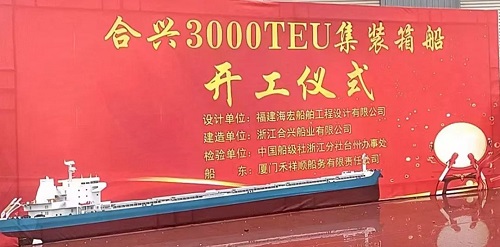 合兴3000TEU集装箱船
开工仪式
设计单位：福建海宏船舶工程设计有限公司
建造单位：浙江合兴船业有限公司
检验单位：中国船级社浙江分社台州办事处
船　　东：厦门禾祥顺船务有限责任公司